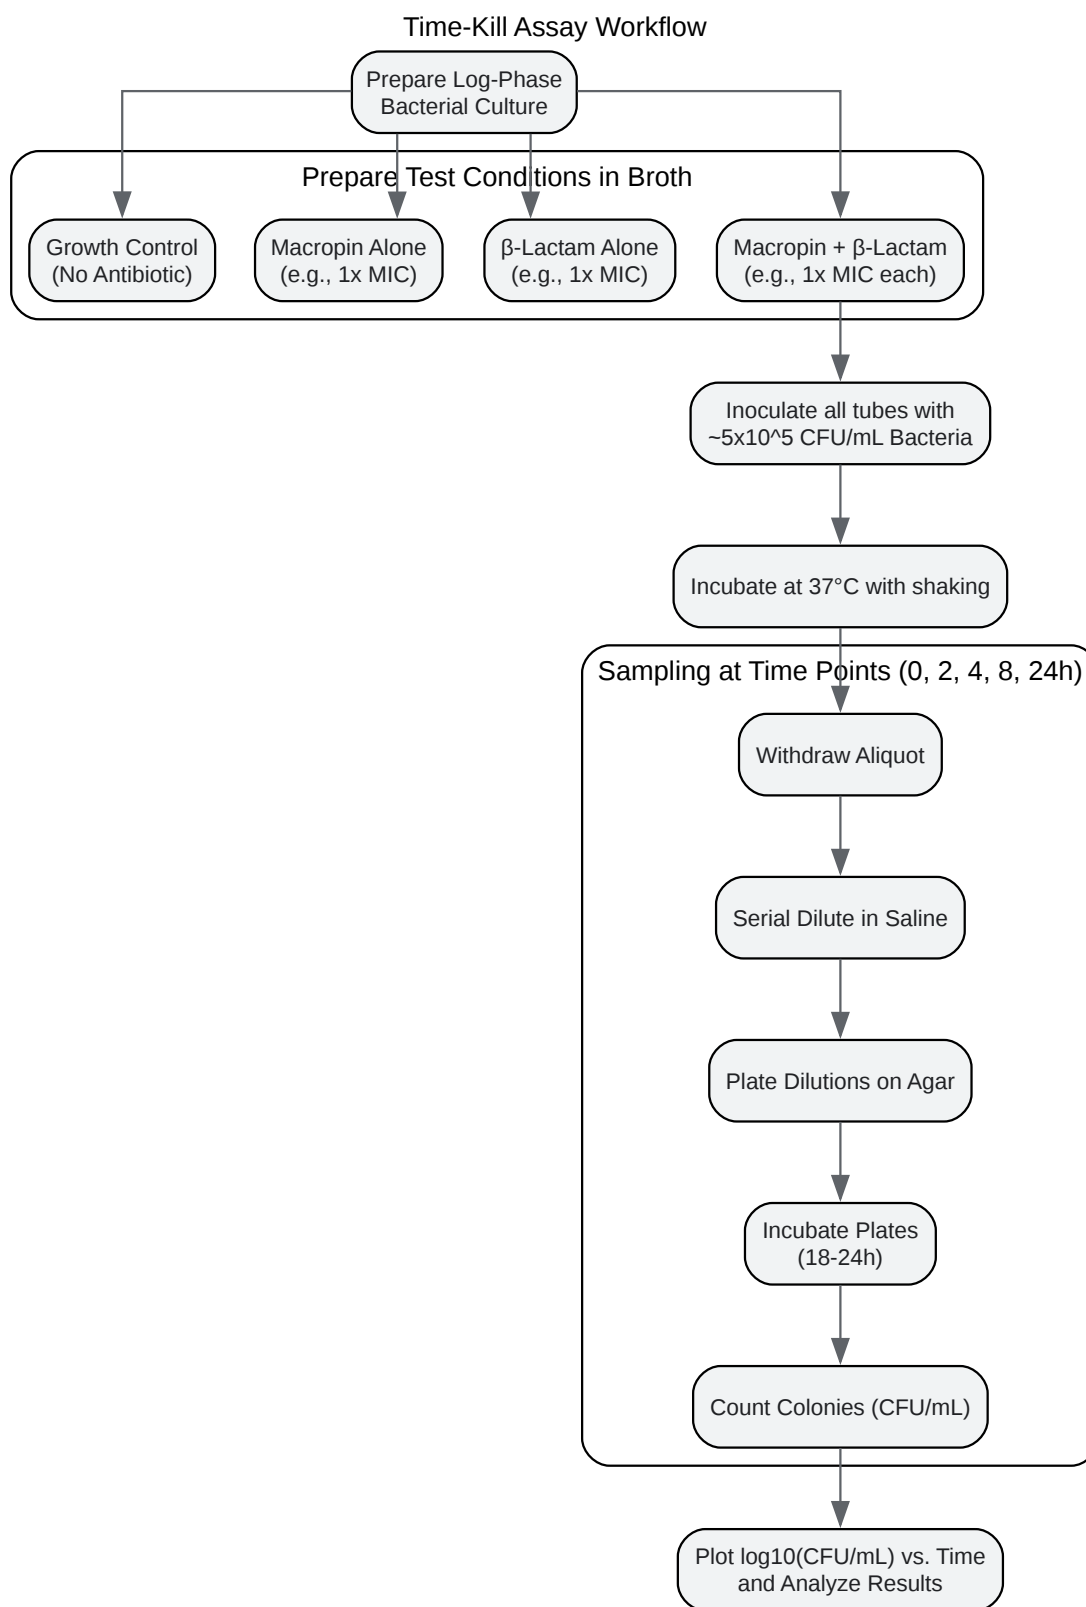 Time-Kill Assay Workflow
Prepare Log-Phase
Bacterial Culture
Prepare Test Conditions in Broth
Growth Control
(No Antibiotic)
Macropin Alone
(e.g., 1x MIC)
β-Lactam Alone
(e.g., 1x MIC)
Macropin + β-Lactam
(e.g., 1x MIC each)
Inoculate all tubes with
~5x10^5 CFU/mL Bacteria
Incubate at 37°C with shaking
Sampling at Time Points (0, 2, 4, 8, 24h)
Withdraw Aliquot
Serial Dilute in Saline
Plate Dilutions on Agar
Incubate Plates
(18-24h)
Count Colonies (CFU/mL)
Plot log10(CFU/mL) vs. Time
and Analyze Results